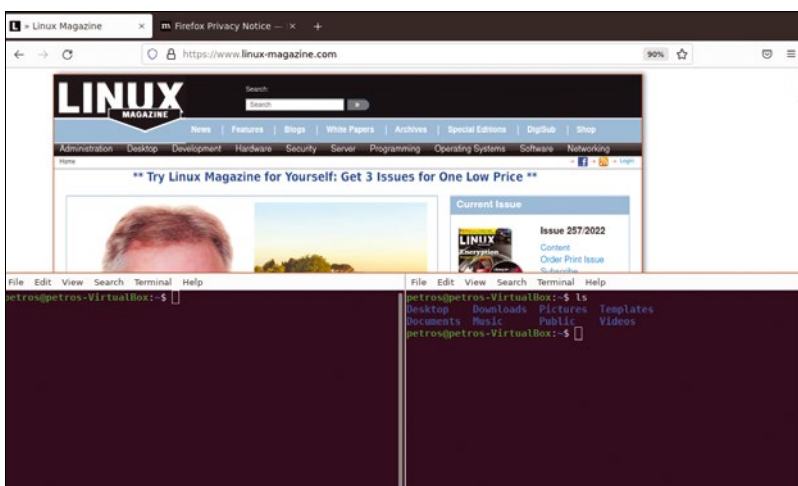 L » Linux Magazine × m Firefox Privacy Notice — × +
https://www.linux-magazine.com 90%
LINUX
MAGAZINE
Search:
Search »
News | Features | Blogs | White Papers | Archives | Special Editions | DigiSub | Shop
Administration Desktop Development Hardware Security Server Programming Operating Systems Software Networking
Home Login
** Try Linux Magazine for Yourself: Get 3 Issues for One Low Price **
Current Issue
Issue 257/2022
LINUX
Encryption
Content
Order Print Issue
Subscribe
File Edit View Search Terminal Help
petros@petros-VirtualBox:~$
File Edit View Search Terminal Help
petros@petros-VirtualBox:~$ ls
Desktop Downloads Pictures Templates
Documents Music Public Videos
petros@petros-VirtualBox:~$